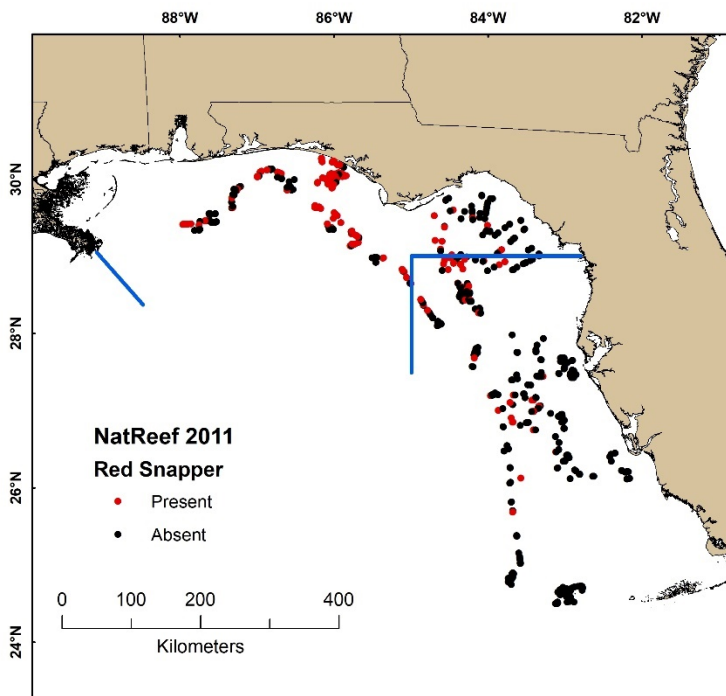 88°W 86°W 84°W 82°W
30°N
28°N
26°N
24°N
NatReef 2011
Red Snapper
Present
Absent
0 100 200 400
Kilometers